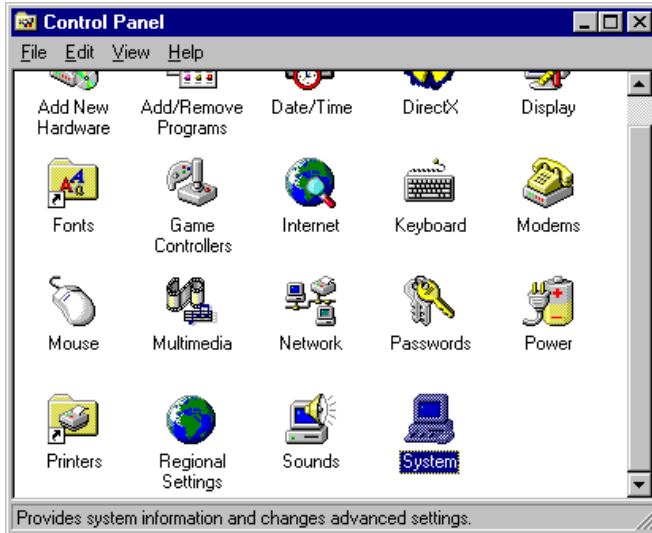 Control Panel
File Edit View Help
Add New Hardware
Add/Remove Programs
Date/Time
DirectX
Display
Fonts
Game Controllers
Internet
Keyboard
Modems
Mouse
Multimedia
Network
Passwords
Power
Printers
Regional Settings
Sounds
System
Provides system information and changes advanced settings.